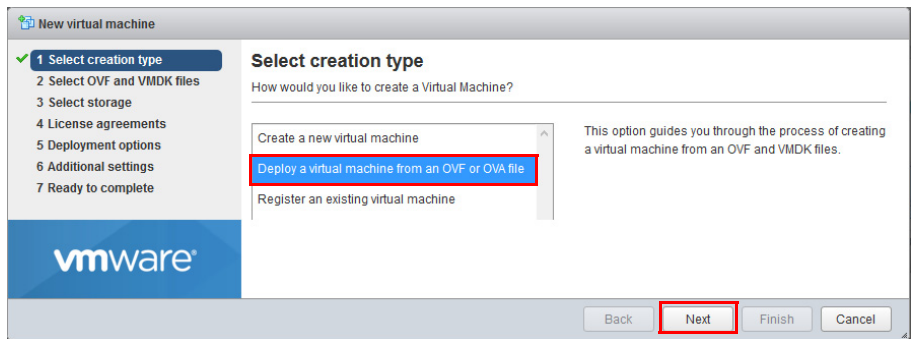 New virtual machine
1 Select creation type
2 Select OVF and VMDK files
3 Select storage
4 License agreements
5 Deployment options
6 Additional settings
7 Ready to complete
vmware®
Select creation type
How would you like to create a Virtual Machine?
Create a new virtual machine
Deploy a virtual machine from an OVF or OVA file
Register an existing virtual machine
This option guides you through the process of creating
a virtual machine from an OVF and VMDK files.
Back
Next
Finish
Cancel